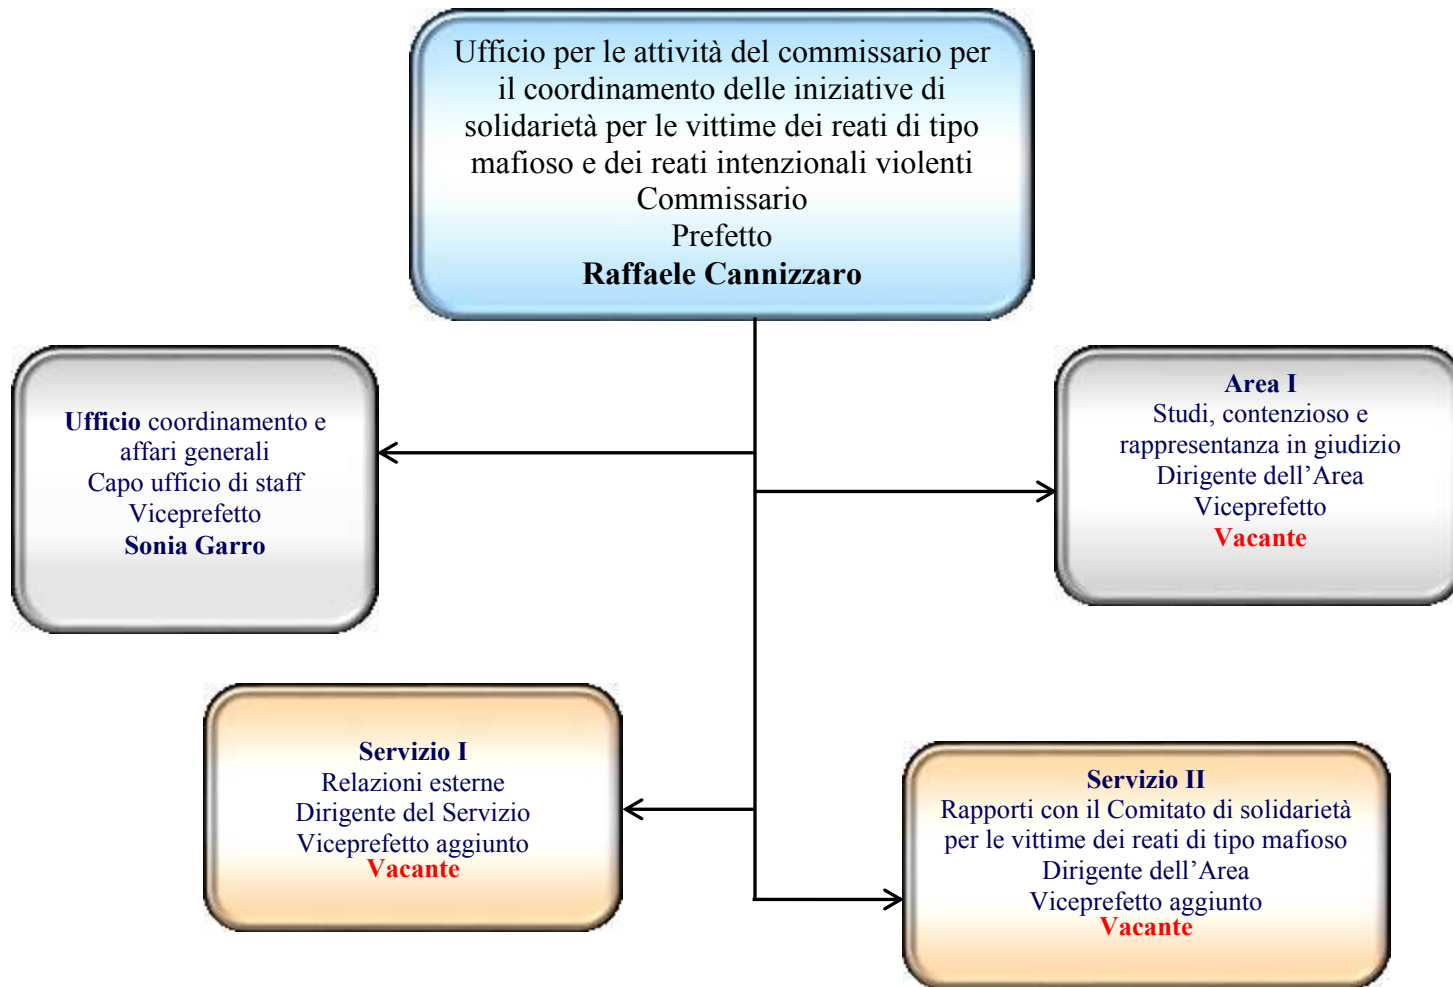 Ufficio per le attività del commissario per
il coordinamento delle iniziative di
solidarietà per le vittime dei reati di tipo
mafioso e dei reati intenzionali violenti
Commissario
Prefetto
Raffaele Cannizzaro
Ufficio coordinamento e
affari generali
Capo ufficio di staff
Viceprefetto
Sonia Garro
Area I
Studi, contenzioso e
rappresentanza in giudizio
Dirigente dell’Area
Viceprefetto
Vacante
Servizio I
Relazioni esterne
Dirigente del Servizio
Viceprefetto aggiunto
Vacante
Servizio II
Rapporti con il Comitato di solidarietà
per le vittime dei reati di tipo mafioso
Dirigente dell’Area
Viceprefetto aggiunto
Vacante